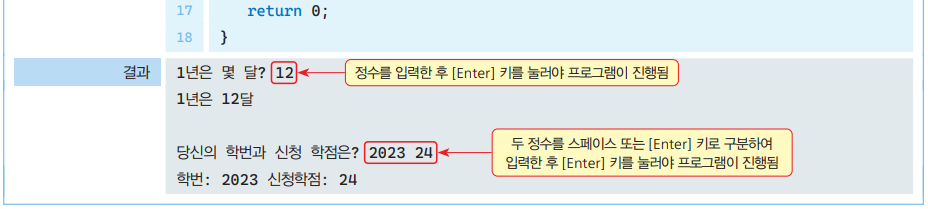 17 return 0;
18 }
결과
1년은 몇 달? 12
정수를 입력한 후 [Enter] 키를 눌러야 프로그램이 진행됨
1년은 12달
당신의 학번과 신청 학점은? 2023 24
두 정수를 스페이스 또는 [Enter] 키로 구분하여
입력한 후 [Enter] 키를 눌러야 프로그램이 진행됨
학번: 2023 신청학점: 24